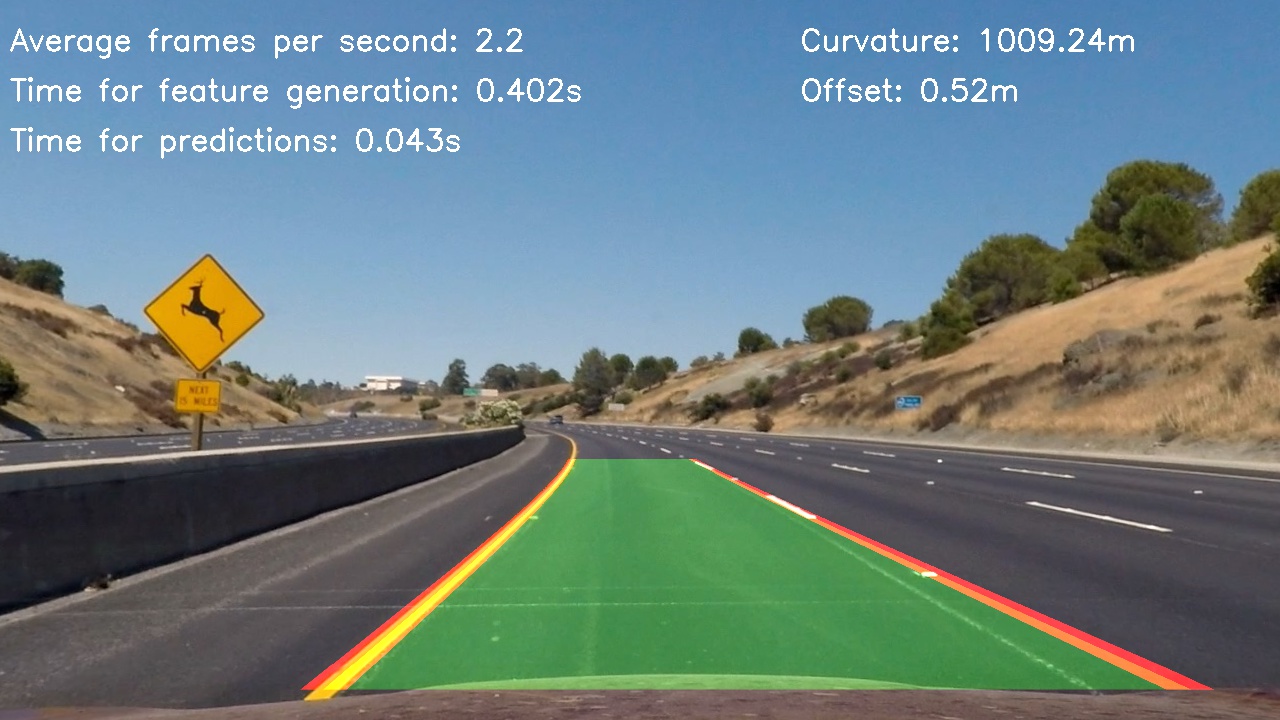 Average frames per second: 2.2
Time for feature generation: 0.402s
Time for predictions: 0.043s
Curvature: 1009.24m
Offset: 0.52m
NEXT
15 MILES